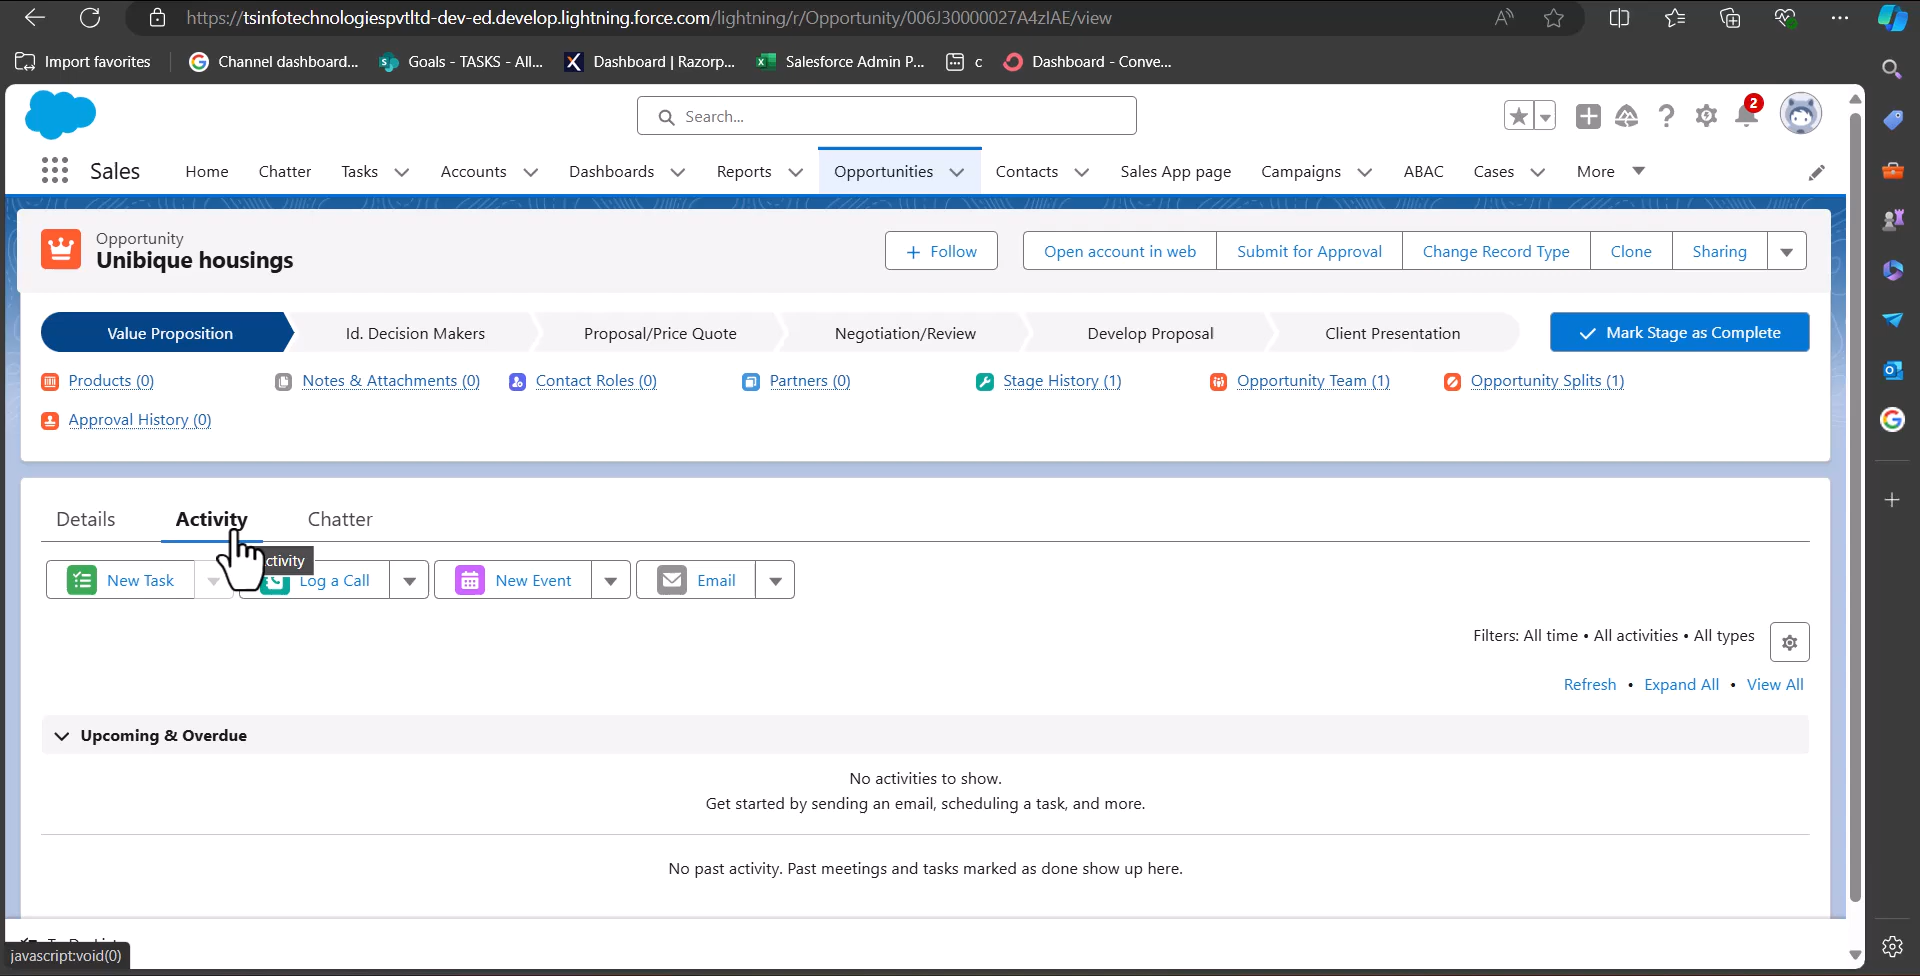 https://tsinfotechnologiespvtltd-dev-ed.develop.lightning.force.com/lightning/r/Opportunity/006J30000027A4zIAE/view
Import favorites
Channel dashboard...
Goals - TASKS - All...
Dashboard | Razorp...
Salesforce Admin P...
c
Dashboard - Conve...
Search...
2
Sales
Home
Chatter
Tasks
Accounts
Dashboards
Reports
Opportunities
Contacts
Sales App page
Campaigns
ABAC
Cases
More
Opportunity
Unibique housings
+ Follow
Open account in web
Submit for Approval
Change Record Type
Clone
Sharing
Value Proposition
Id. Decision Makers
Proposal/Price Quote
Negotiation/Review
Develop Proposal
Client Presentation
Mark Stage as Complete
Products (0)
Notes & Attachments (0)
Contact Roles (0)
Partners (0)
Stage History (1)
Opportunity Team (1)
Opportunity Splits (1)
Approval History (0)
Details
Activity
Chatter
New Task
Log a Call
New Event
Email
Filters: All time • All activities • All types
Refresh • Expand All • View All
Upcoming & Overdue
No activities to show.
Get started by sending an email, scheduling a task, and more.
No past activity. Past meetings and tasks marked as done show up here.
javascript:void(0)